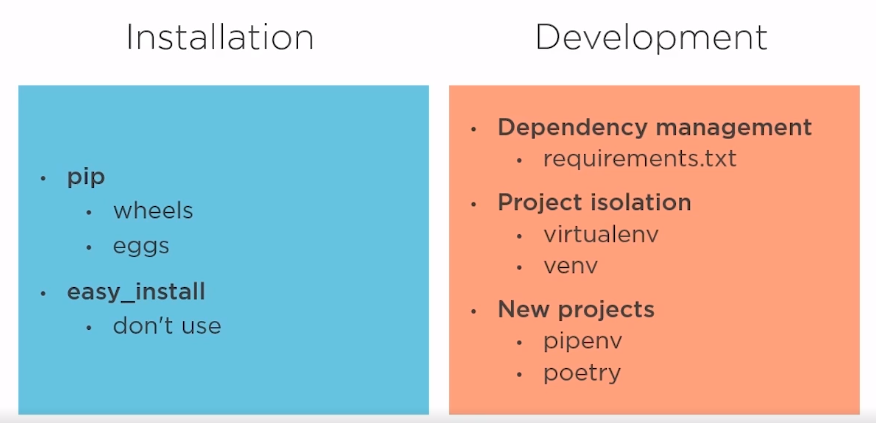 Installation
• pip
• wheels
• eggs
• easy_install
• don't use
Development
• Dependency management
• requirements.txt
• Project isolation
• virtualenv
• venv
• New projects
• pipenv
• poetry